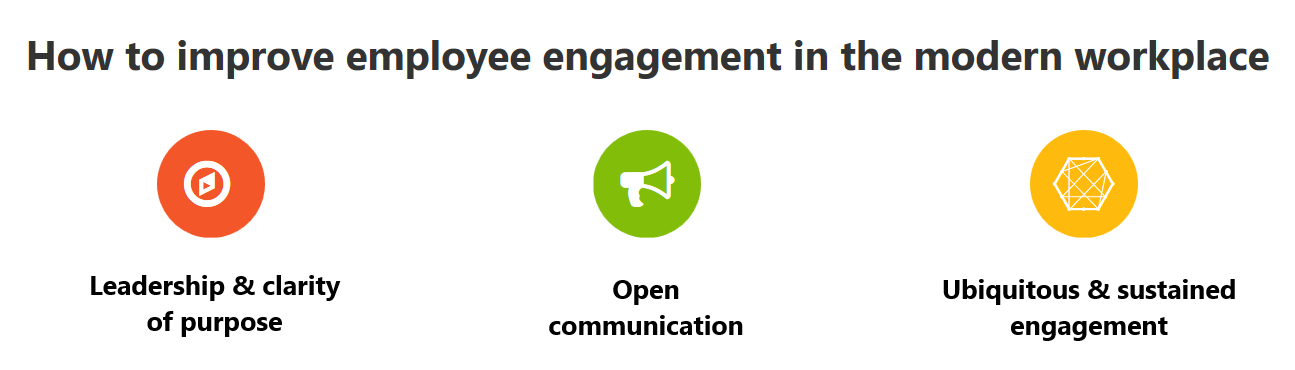 How to improve employee engagement in the modern workplace
Leadership & clarity
of purpose
Open
communication
Ubiquitous & sustained
engagement